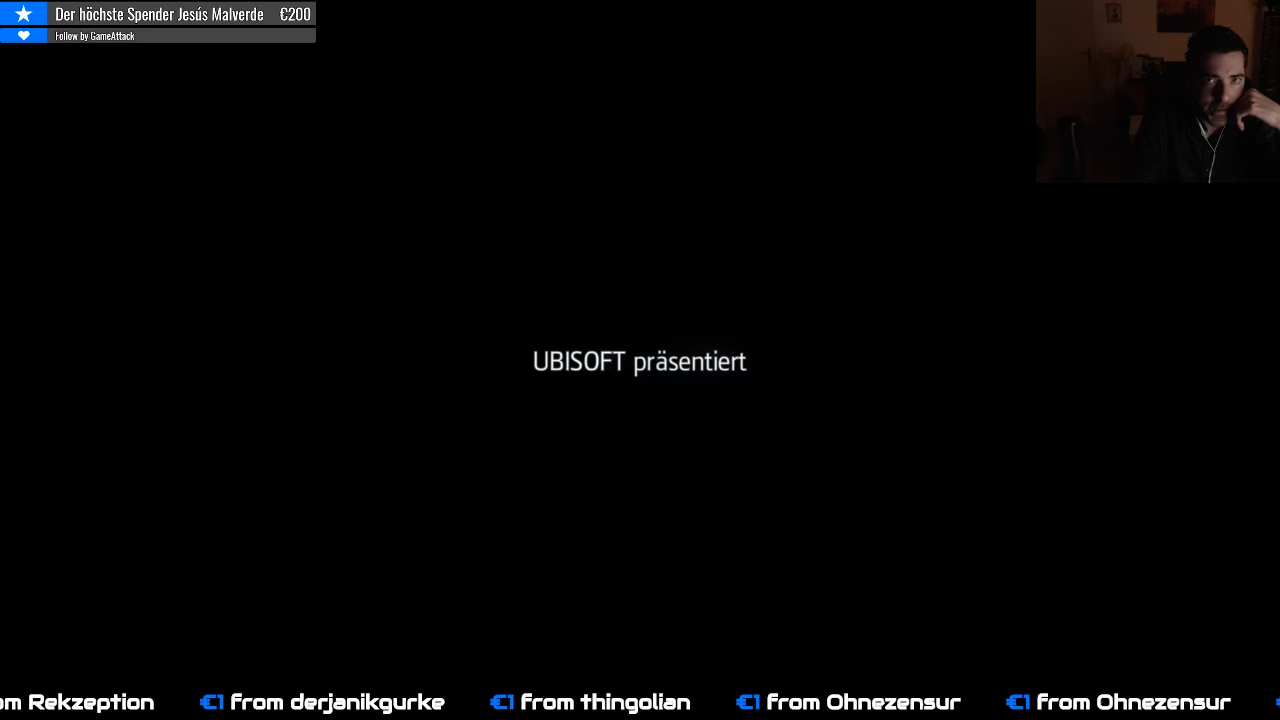 Der höchste Spender Jesús Malverde €200
Follow by GameAttack
UBISOFT präsentiert
om Rekzeption €1 from derjanikgurke €1 from thingolian €1 from Ohnezensur €1 from Ohnezensur